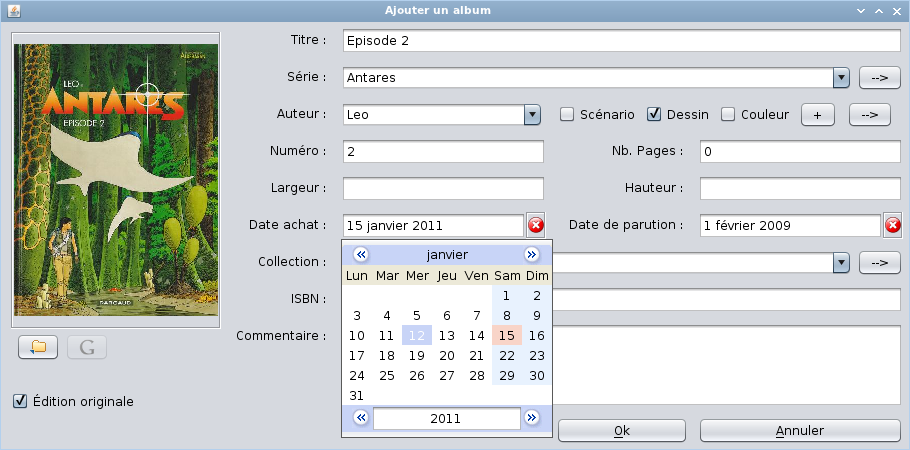 Ajouter un album
LEO
ANTARES
EPISODE 2
DARGAUD
Titre : Episode 2
Série : Antares -->
Auteur : Leo Scénario Dessin Couleur + -->
Numéro : 2 Nb. Pages : 0
Largeur : Hauteur :
Date achat : 15 janvier 2011 Date de parution : 1 février 2009
Collection : -->
ISBN :
Commentaire :
janvier
Lun Mar Mer Jeu Ven Sam Dim
1 2
3 4 5 6 7 8 9
10 11 12 13 14 15 16
17 18 19 20 21 22 23
24 25 26 27 28 29 30
31
2011
G
Édition originale
Ok Annuler